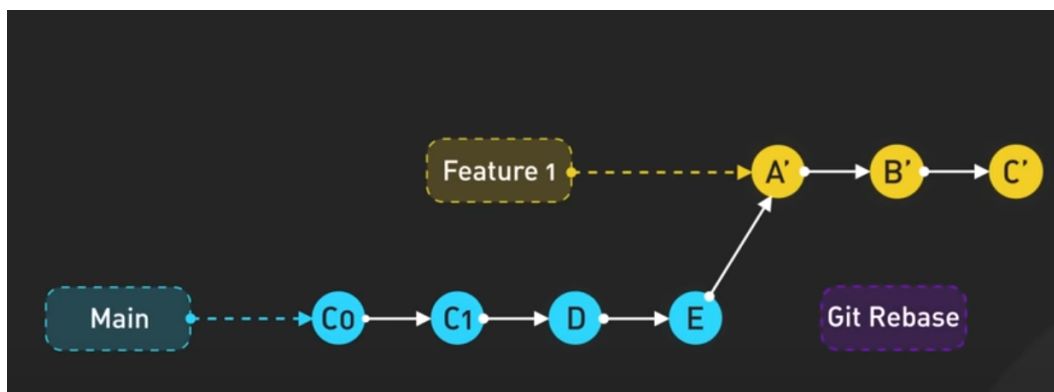 Feature 1
A’
B’
C’
Main
C0
C1
D
E
Git Rebase